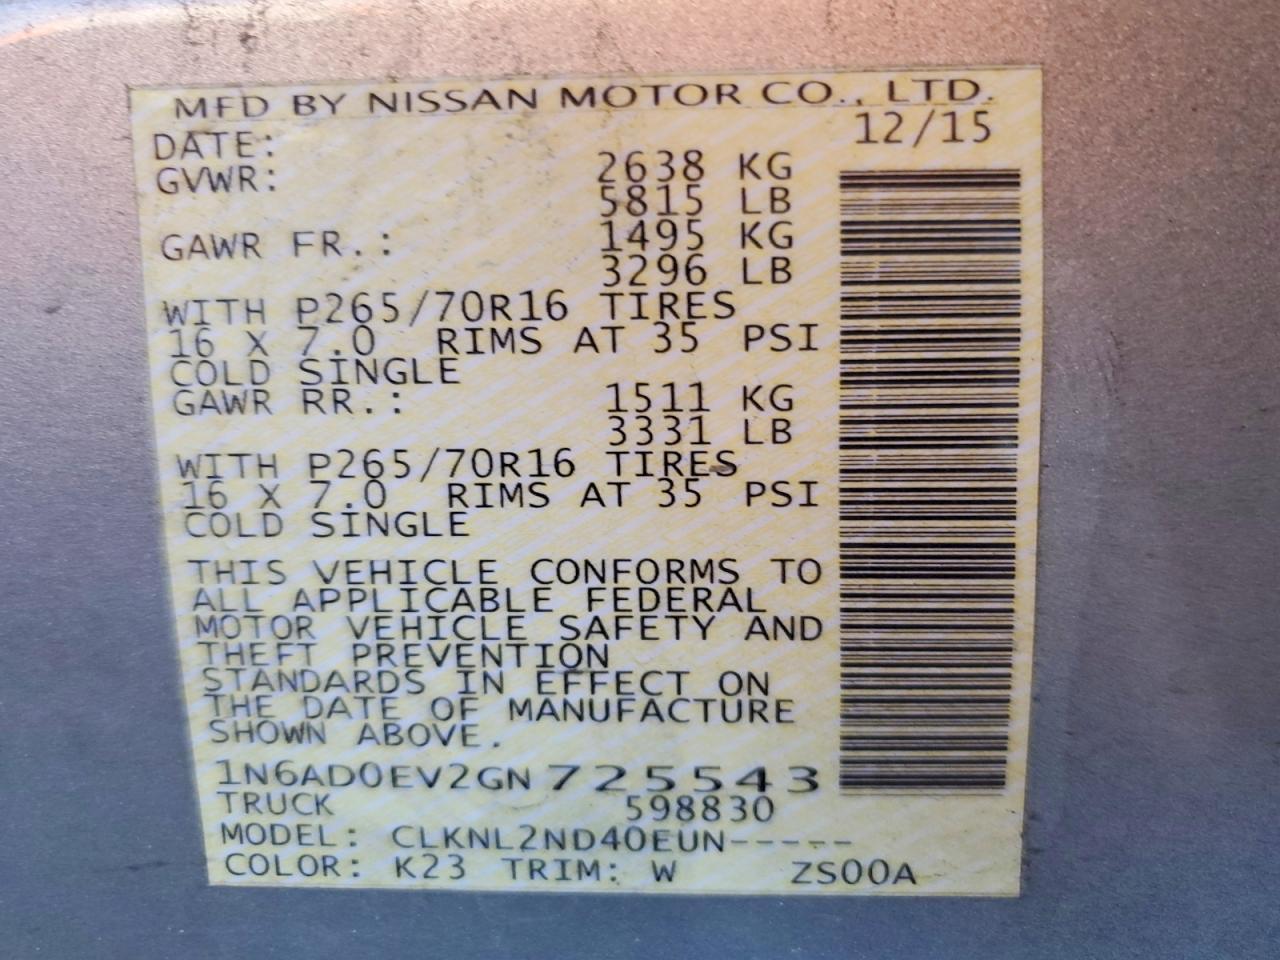 MFD BY NISSAN MOTOR CO., LTD.
DATE: 12/15
GVWR: 2638 KG
5815 LB
GAWR FR.: 1495 KG
3296 LB
WITH P265/70R16 TIRES
16 X 7.0 RIMS AT 35 PSI
COLD SINGLE
GAWR RR.: 1511 KG
3331 LB
WITH P265/70R16 TIRES
16 X 7.0 RIMS AT 35 PSI
COLD SINGLE
THIS VEHICLE CONFORMS TO
ALL APPLICABLE FEDERAL
MOTOR VEHICLE SAFETY AND
THEFT PREVENTION
STANDARDS IN EFFECT ON
THE DATE OF MANUFACTURE
SHOWN ABOVE.
1N6AD0EV2GN725543
TRUCK 598830
MODEL: CLKNL2ND40EUN-----
COLOR: K23 TRIM: W ZS00A